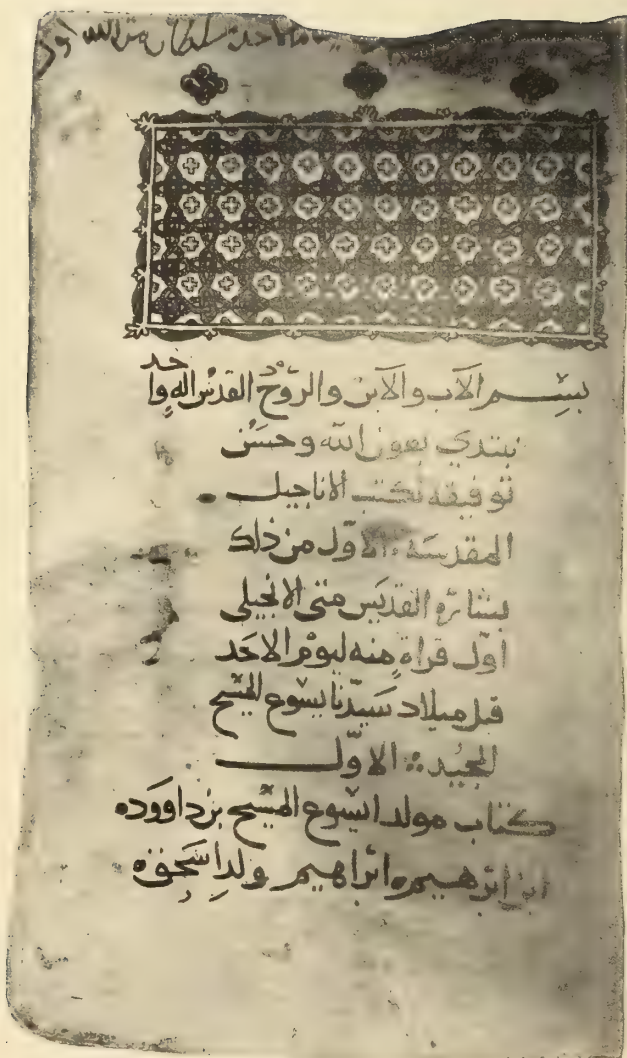 بسم الاب والابن والروح القدس اله واحد
نبتدي بعون الله وحسن
توفيقه نكتب الاناجيل
المقدسة الاول من ذلك
بشارة القديس متى الانجيلي
اول قراة منه ليوم الاحد
قبل ميلاد سيدنا يسوع المسيح
المجيد الاول
كتاب مولد ايسوع المسيح بن داووده
ابن ابرهيم ه ابراهيم ولد اسحق ه